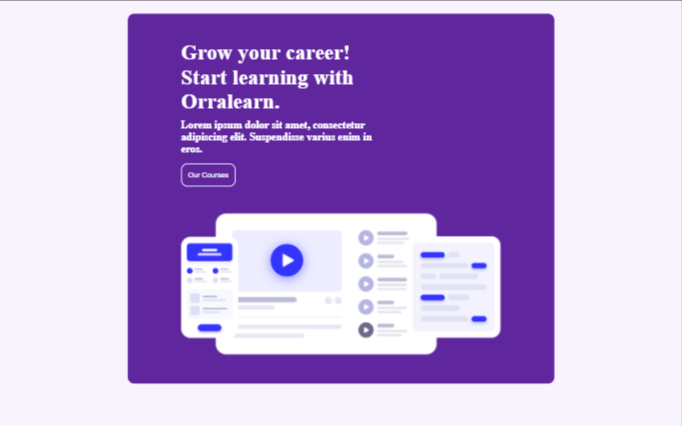 Grow your career!
Start learning with
Orralearn.
Lorem ipsum dolor sit amet, consectetur
adipiscing elit. Suspendisse varius enim in
eros.
Our Courses